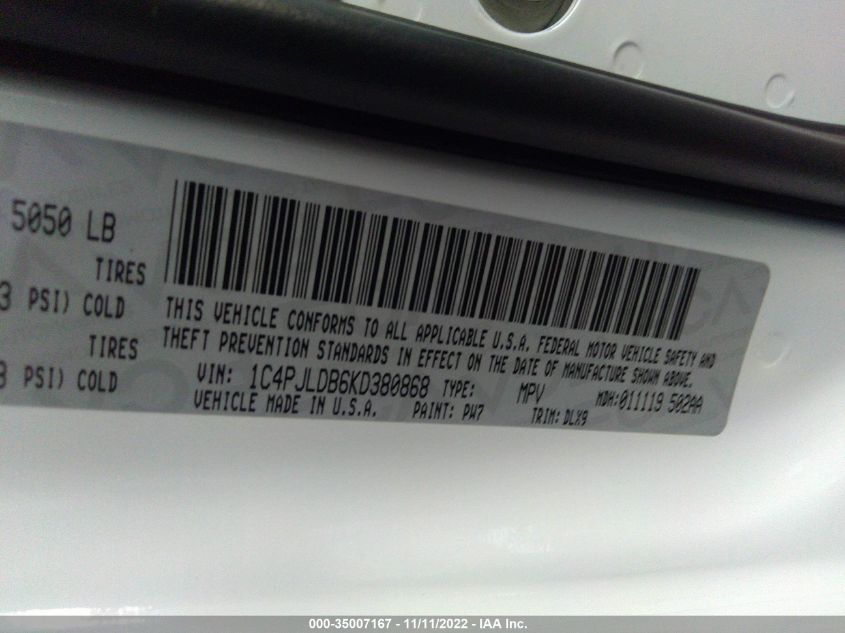 5050 LB
TIRES
3 PSI) COLD
TIRES
PSI) COLD
THIS VEHICLE CONFORMS TO ALL APPLICABLE U.S.A. FEDERAL MOTOR VEHICLE SAFETY AND
THEFT PREVENTION STANDARDS IN EFFECT ON THE DATE OF MANUFACTURE SHOWN ABOVE.
VIN: 1C4PJLDB6KD380868 TYPE: MPV MDH:011119 502AA
VEHICLE MADE IN U.S.A. PAINT: PW7 TRIM: DLX9
000-35007167 - 11/11/2022 - IAA Inc.